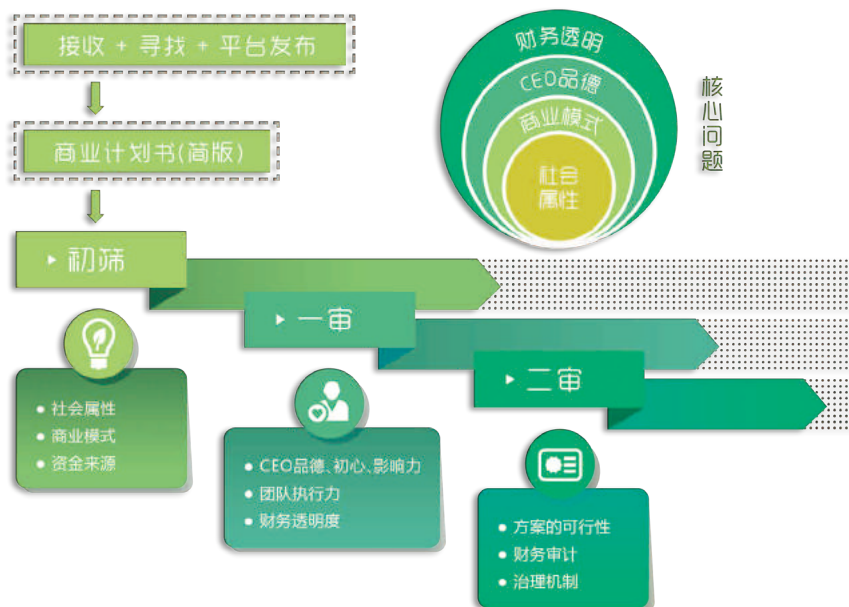 接收 + 寻找 + 平台发布
商业计划书(简版)
财务透明
CEO品德
商业模式
社会
属性
核心问题
初筛
社会属性
商业模式
资金来源
一审
CEO品德、初心、影响力
团队执行力
财务透明度
二审
方案的可行性
财务审计
治理机制